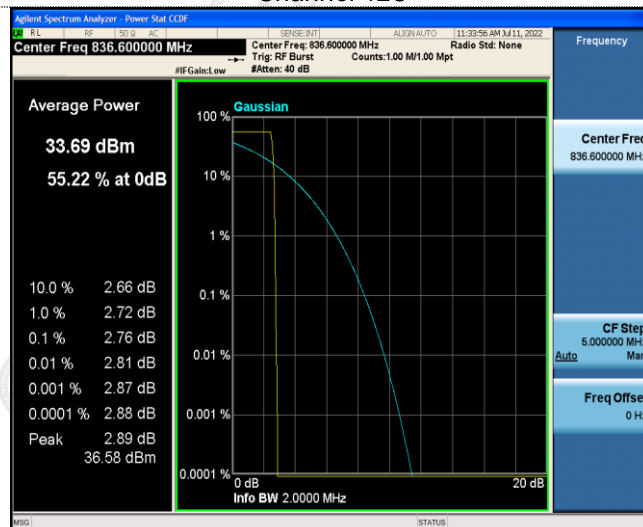 Agilent Spectrum Analyzer - Power Stat CCDF
RL RF 50 Ω AC SENSE:INT ALIGN AUTO 11:33:56 AM Jul 11, 2022
Center Freq 836.600000 MHz
Center Freq: 836.600000 MHz Radio Std: None
Trig: RF Burst Counts:1.00 M/1.00 Mpt
#IFGain:Low #Atten: 40 dB
Frequency
Average Power
33.69 dBm
55.22 % at 0dB
10.0 % 2.66 dB
1.0 % 2.72 dB
0.1 % 2.76 dB
0.01 % 2.81 dB
0.001 % 2.87 dB
0.0001 % 2.88 dB
Peak 2.89 dB
36.58 dBm
Gaussian
100 %
10 %
1 %
0.1 %
0.01 %
0.001 %
0.0001 %
0 dB 20 dB
Info BW 2.0000 MHz
Center Freq
836.600000 MHz
CF Step
5.000000 MHz
Auto Man
Freq Offse
0 H
MSG STATUS